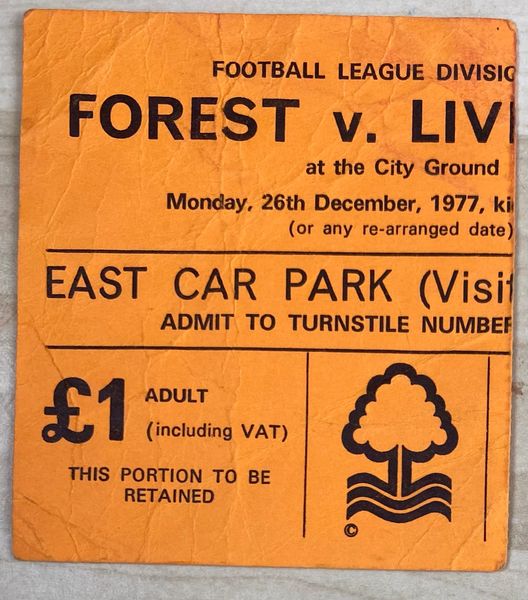 FOOTBALL LEAGUE DIVISIO
FOREST v. LIV
at the City Ground
Monday, 26th December, 1977, ki
(or any re-arranged date)
EAST CAR PARK (Visit
ADMIT TO TURNSTILE NUMBER
£1 ADULT
(including VAT)
THIS PORTION TO BE
RETAINED
©